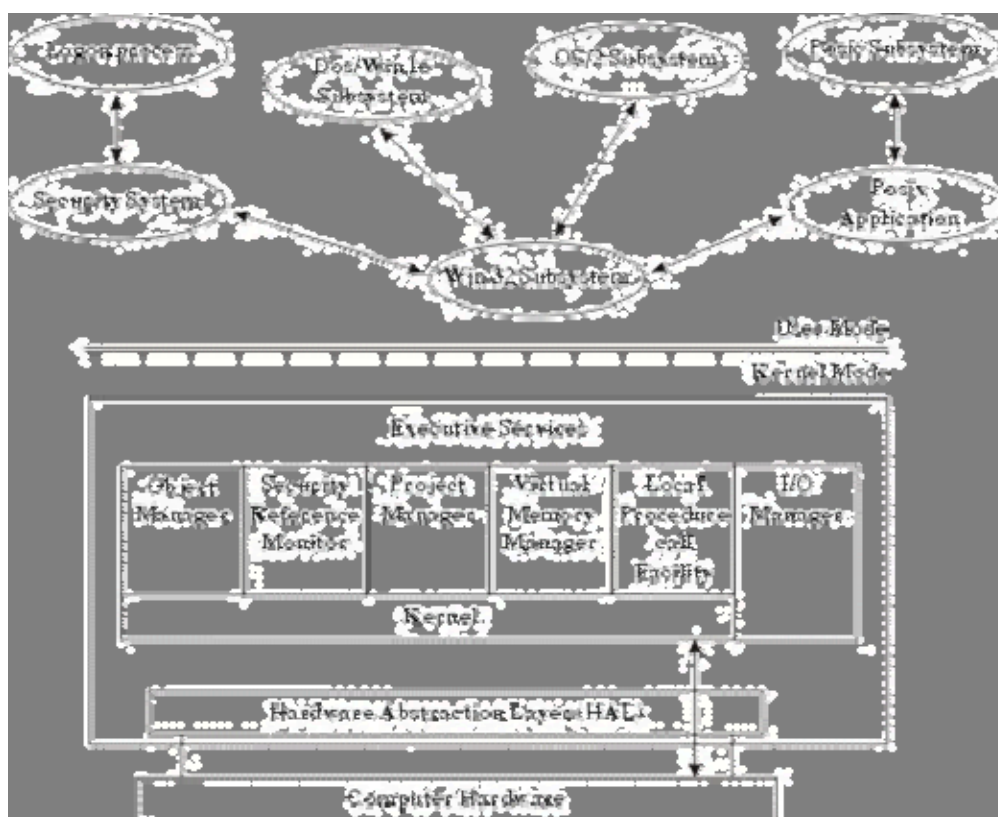 Logon process
Dos/Win16
Subsystem
OS/2 Subsystem
Posix Subsystem
Security System
Posix
Application
Win32 Subsystem
User Mode
Kernel Mode
Executive Services
Object
Manager
Security
Reference
Monitor
Project
Manager
Virtual
Memory
Manager
Local
Procedure
call
Facility
I/O
Manager
Kernel
Hardware Abstraction Layer(HAL)
Computer Hardware